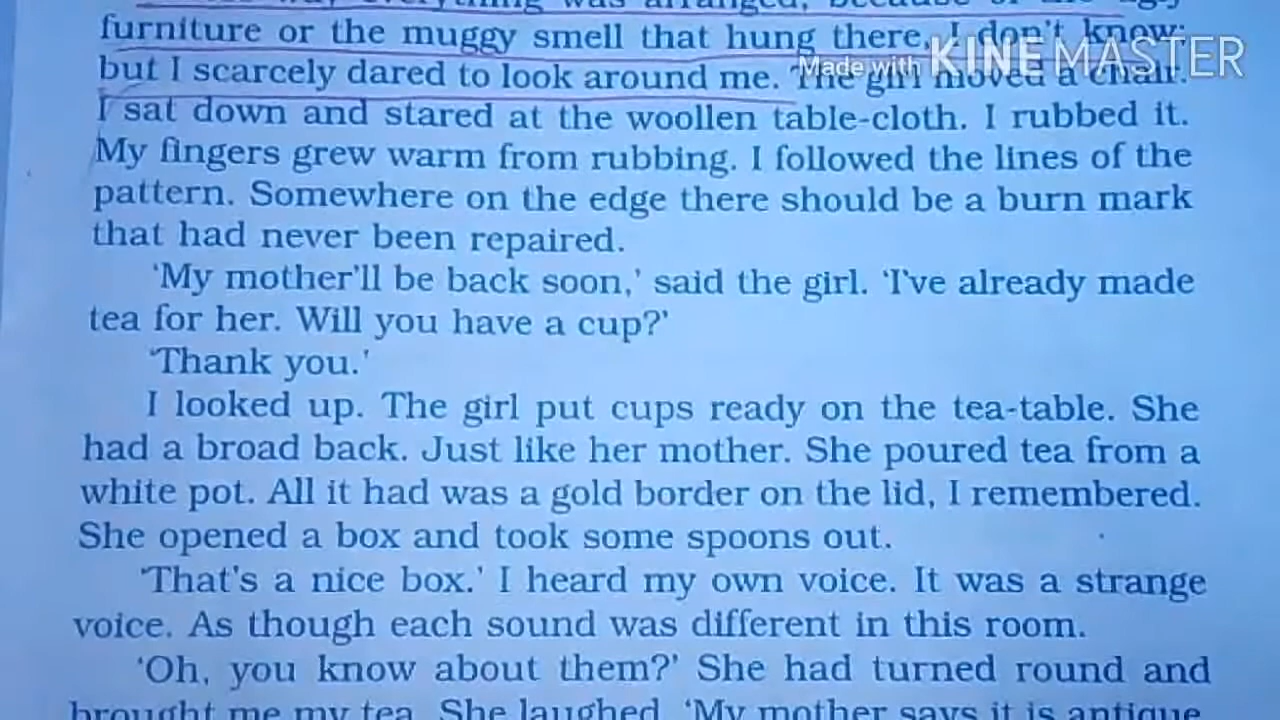 everything was arranged, because of the ugly
furniture or the muggy smell that hung there, I don't know;
but I scarcely dared to look around me. The girl moved a chair.
I sat down and stared at the woollen table-cloth. I rubbed it.
My fingers grew warm from rubbing. I followed the lines of the
pattern. Somewhere on the edge there should be a burn mark
that had never been repaired.
'My mother'll be back soon,' said the girl. 'I've already made
tea for her. Will you have a cup?'
'Thank you.'
I looked up. The girl put cups ready on the tea-table. She
had a broad back. Just like her mother. She poured tea from a
white pot. All it had was a gold border on the lid, I remembered.
She opened a box and took some spoons out.
'That's a nice box.' I heard my own voice. It was a strange
voice. As though each sound was different in this room.
'Oh, you know about them?' She had turned round and
brought me my tea. She laughed. 'My mother says it is antique
Made with KINEMASTER